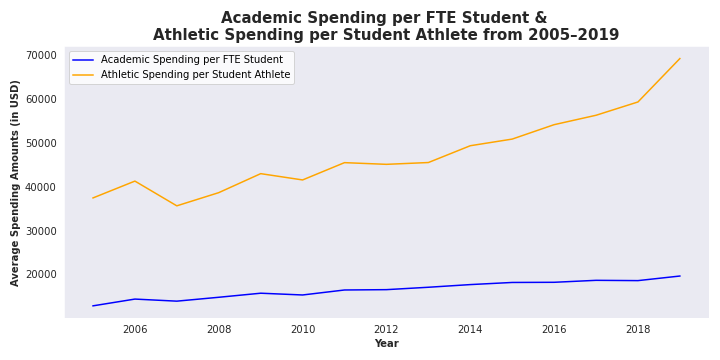 Academic Spending per FTE Student &
Athletic Spending per Student Athlete from 2005–2019
Academic Spending per FTE Student
Athletic Spending per Student Athlete
Average Spending Amounts (in USD)
70000
60000
50000
40000
30000
20000
2006 2008 2010 2012 2014 2016 2018
Year